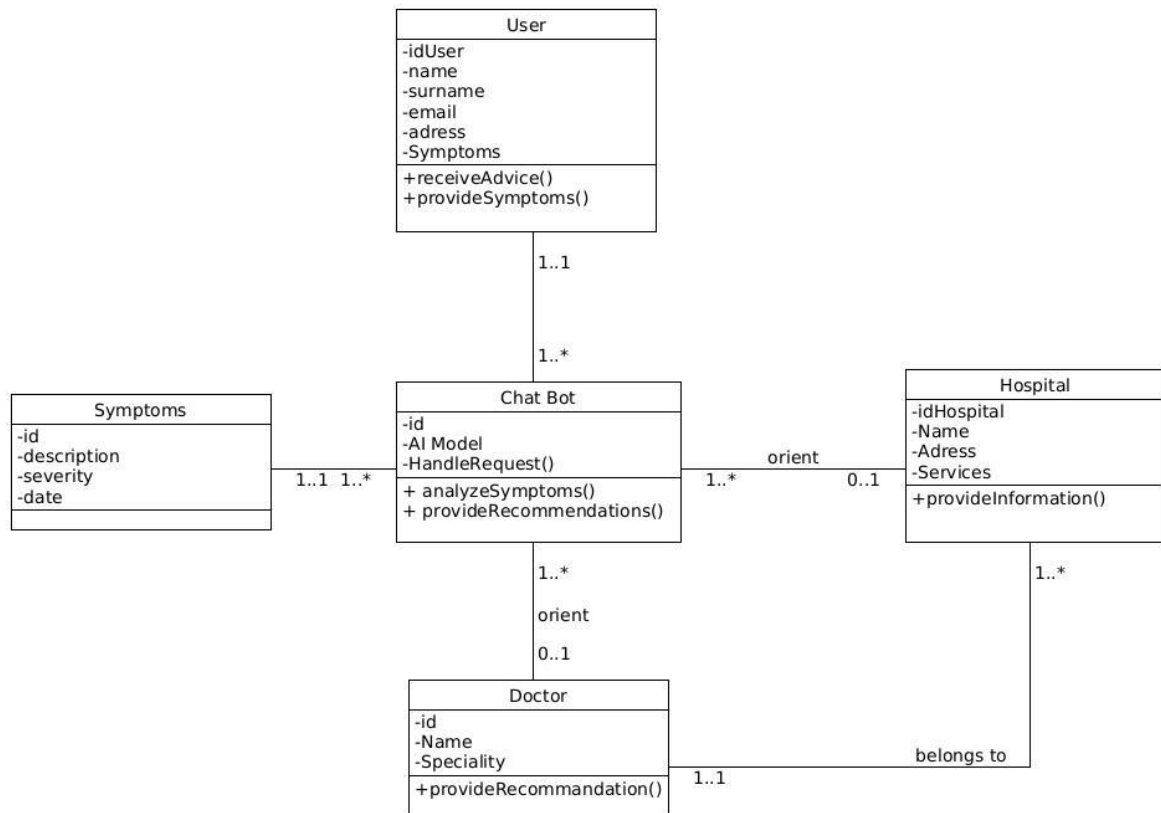 User
-idUser
-name
-surname
-email
-adress
-Symptoms
+receiveAdvice()
+provideSymptoms()
1..1
1..*
Symptoms
-id
-description
-severity
-date
1..1 1..*
Chat Bot
-id
-AI Model
-HandleRequest()
+ analyzeSymptoms()
+ provideRecommendations()
orient
1..*
0..1
Hospital
-idHospital
-Name
-Adress
-Services
+provideInformation()
1..*
orient
0..1
1..*
Doctor
-id
-Name
-Speciality
+provideRecommandation()
belongs to
1..1